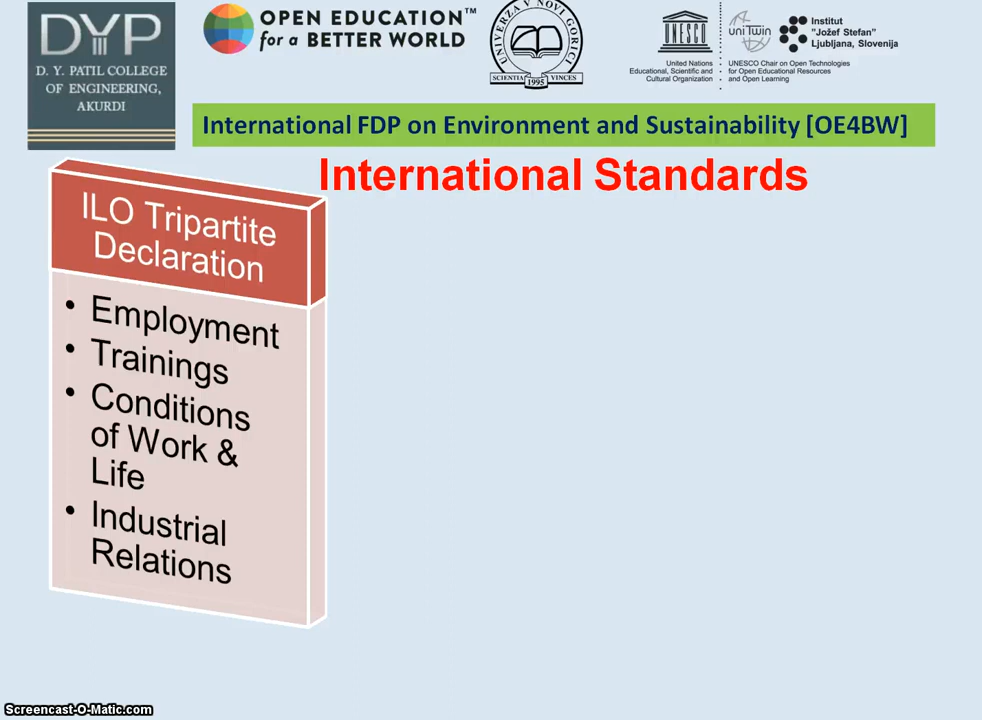 DYP
D. Y. PATIL COLLEGE
OF ENGINEERING,
AKURDI
OPEN EDUCATION™
for a BETTER WORLD
UNIVERZA V NOVI GORICI
SCIENTIA VINCES
1995
UNESCO
United Nations
Educational, Scientific and
Cultural Organization
uniTwin
Institut
"Jožef Stefan"
Ljubljana, Slovenija
UNESCO Chair on Open Technologies
for Open Educational Resources
and Open Learning
International FDP on Environment and Sustainability [OE4BW]
International Standards
ILO Tripartite
Declaration
• Employment
• Trainings
• Conditions
of Work &
Life
• Industrial
Relations
Screencast-O-Matic.com